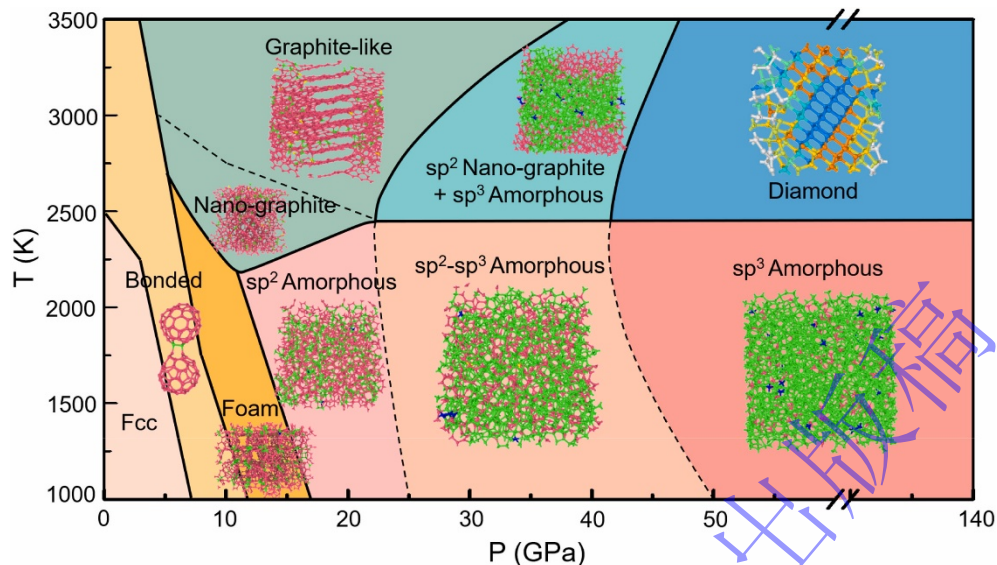 3500
3000
2500
2000
1500
1000
T (K)
0
10
20
30
40
50
140
P (GPa)
Graphite-like
Nano-graphite
sp² Nano-graphite
+ sp³ Amorphous
Diamond
Bonded
sp² Amorphous
sp²-sp³ Amorphous
sp³ Amorphous
Fcc
Foam
出版稿